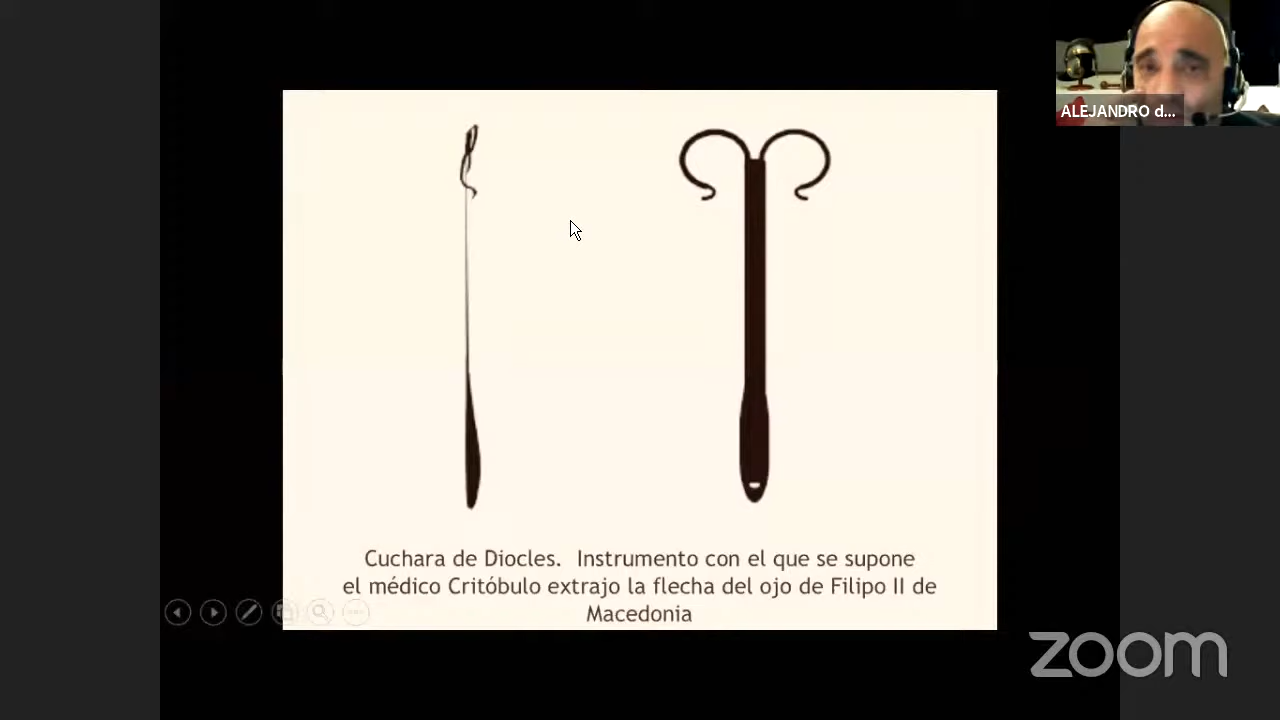 ALEJANDRO d...
Cuchara de Diocles.  Instrumento con el que se supone
el médico Critóbulo extrajo la flecha del ojo de Filipo II de
Macedonia
zoom